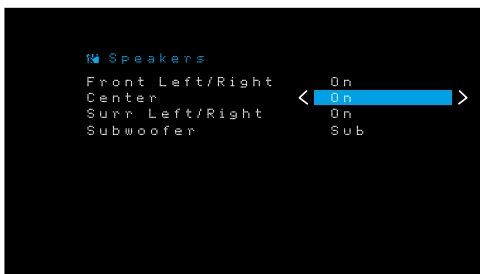 Speakers
Front Left/Right On
Center < On >
Surr Left/Right On
Subwoofer Sub